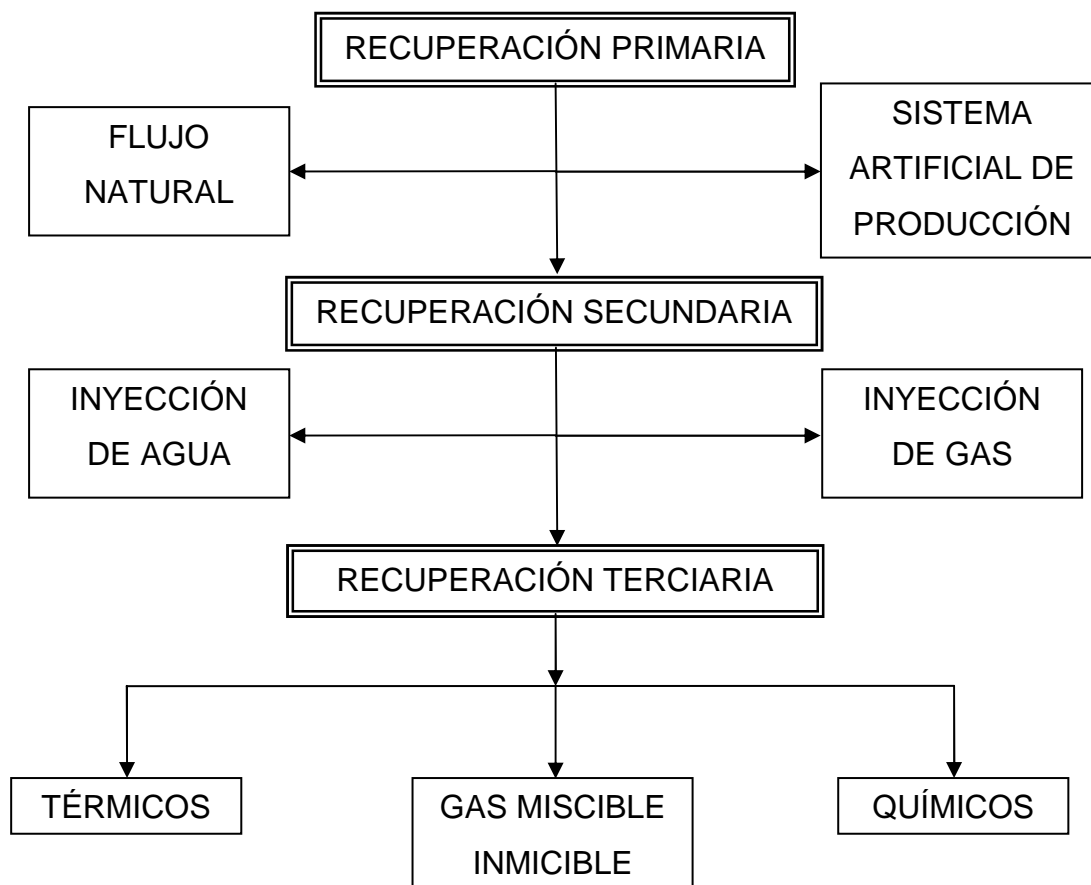 RECUPERACIÓN PRIMARIA
FLUJO
NATURAL
SISTEMA
ARTIFICIAL DE
PRODUCCIÓN
RECUPERACIÓN SECUNDARIA
INYECCIÓN
DE AGUA
INYECCIÓN
DE GAS
RECUPERACIÓN TERCIARIA
TÉRMICOS
GAS MISCIBLE
INMICIBLE
QUÍMICOS